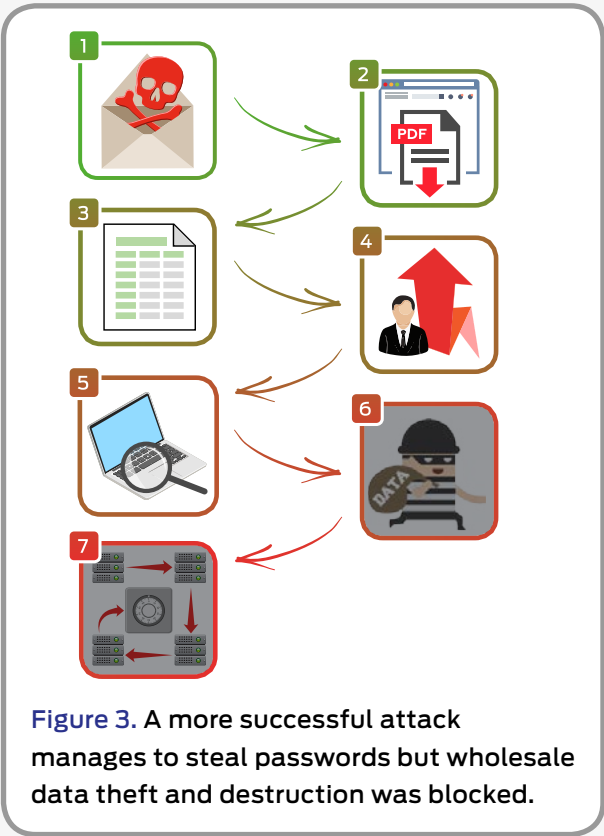 1
2
PDF
3
4
5
6
DATA
7
Figure 3. A more successful attack
manages to steal passwords but wholesale
data theft and destruction was blocked.